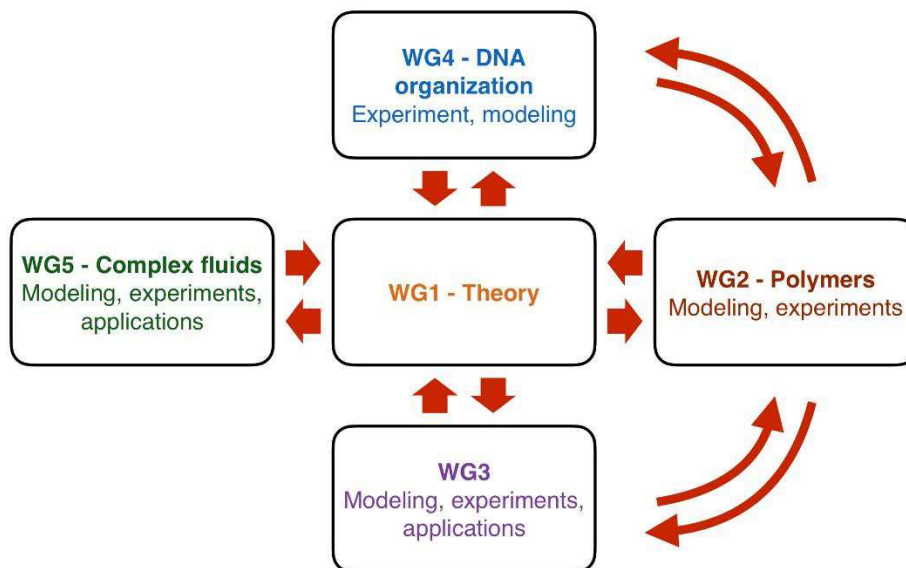 WG4 - DNA
organization
Experiment, modeling
WG5 - Complex fluids
Modeling, experiments,
applications
WG1 - Theory
WG2 - Polymers
Modeling, experiments
WG3
Modeling, experiments,
applications